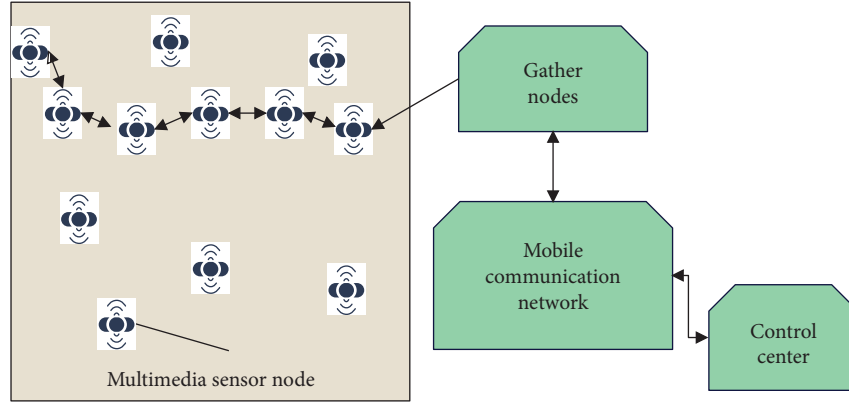 Gather
nodes
Mobile
communication
network
Control
center
Multimedia sensor node